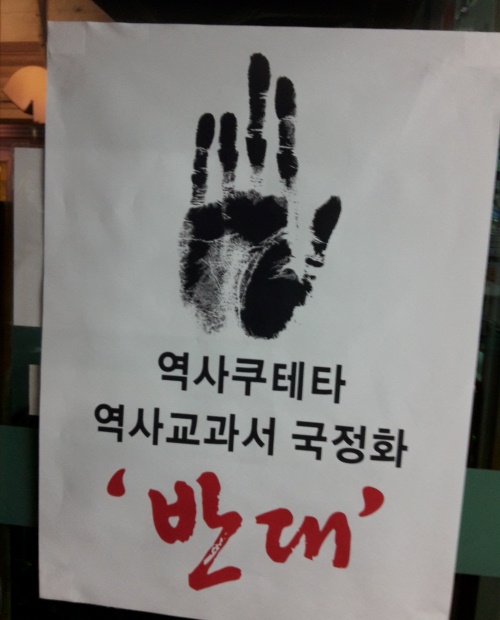 역사쿠테타
역사교과서 국정화
‘반대’